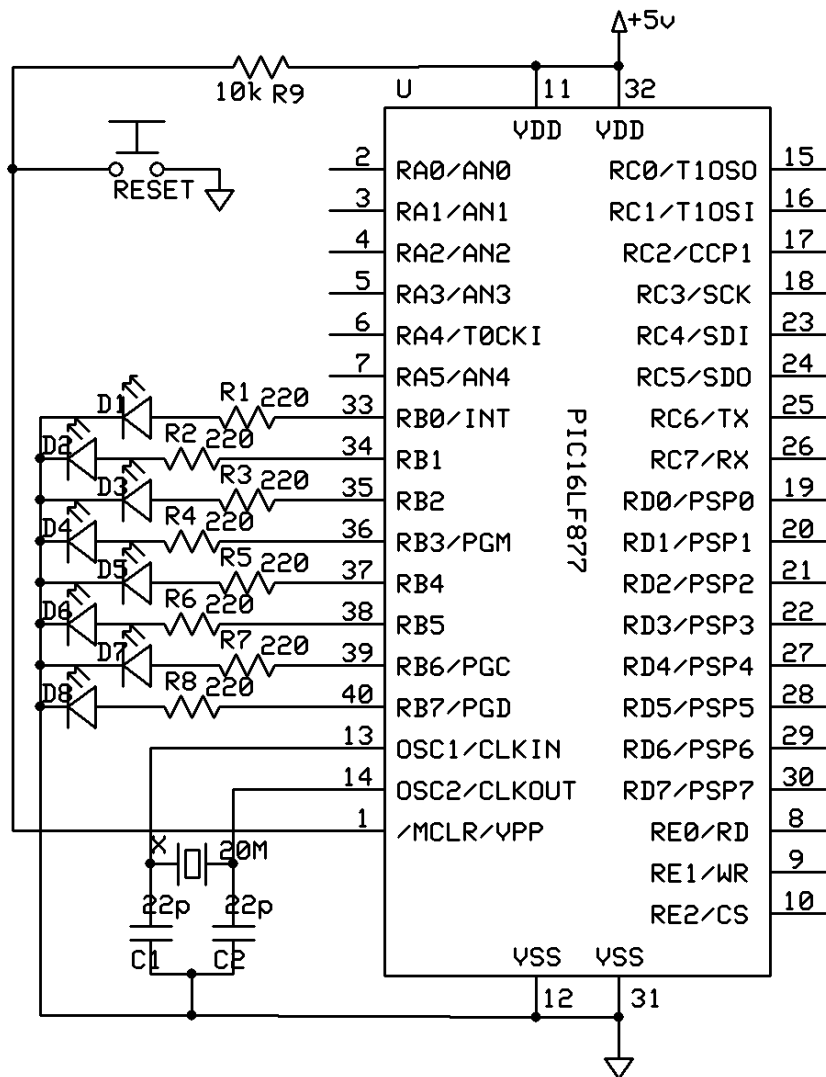 +5v
10k R9
U
11
32
VDD
VDD
RESET
2
RA0/AN0
RC0/T1OSO
15
3
RA1/AN1
RC1/T1OSI
16
4
RA2/AN2
RC2/CCP1
17
5
RA3/AN3
RC3/SCK
18
6
RA4/T0CKI
RC4/SDI
23
7
RA5/AN4
RC5/SDO
24
D1
R1 220
33
RB0/INT
RC6/TX
25
D2
R2 220
34
RB1
RC7/RX
26
D3
R3 220
35
RB2
RD0/PSP0
19
D4
R4 220
36
RB3/PGM
RD1/PSP1
20
D5
R5 220
37
RB4
RD2/PSP2
21
D6
R6 220
38
RB5
RD3/PSP3
22
D7
R7 220
39
RB6/PGC
RD4/PSP4
27
D8
R8 220
40
RB7/PGD
RD5/PSP5
28
PIC16LF877
13
OSC1/CLKIN
RD6/PSP6
29
14
OSC2/CLKOUT
RD7/PSP7
30
1
/MCLR/VPP
RE0/RD
8
X
20M
RE1/WR
9
22p
22p
RE2/CS
10
C1
C2
VSS
VSS
12
31